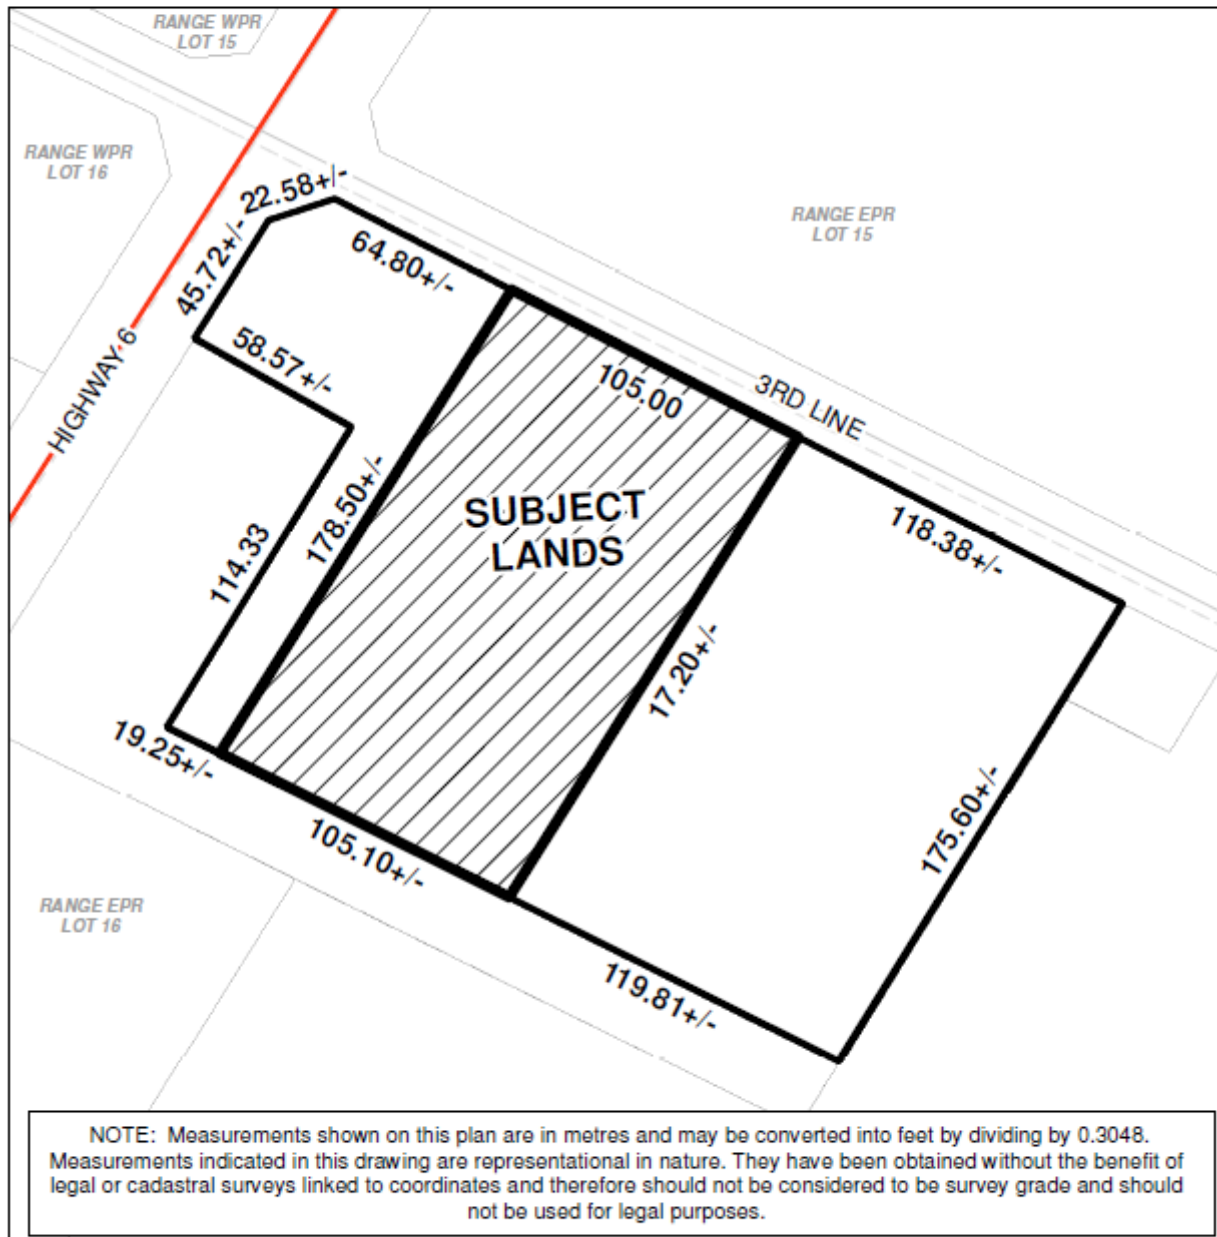 RANGE WPR
LOT 15
RANGE WPR
LOT 16
22.58+/-
45.72+/-
64.80+/-
RANGE EPR
LOT 15
58.57+/-
HIGHWAY 6
105.00
3RD LINE
178.50+/-
SUBJECT
LANDS
118.38+/-
114.33
17.20+/-
19.25+/-
175.60+/-
105.10+/-
RANGE EPR
LOT 16
119.81+/-
NOTE: Measurements shown on this plan are in metres and may be converted into feet by dividing by 0.3048.
Measurements indicated in this drawing are representational in nature. They have been obtained without the benefit of
legal or cadastral surveys linked to coordinates and therefore should not be considered to be survey grade and should
not be used for legal purposes.